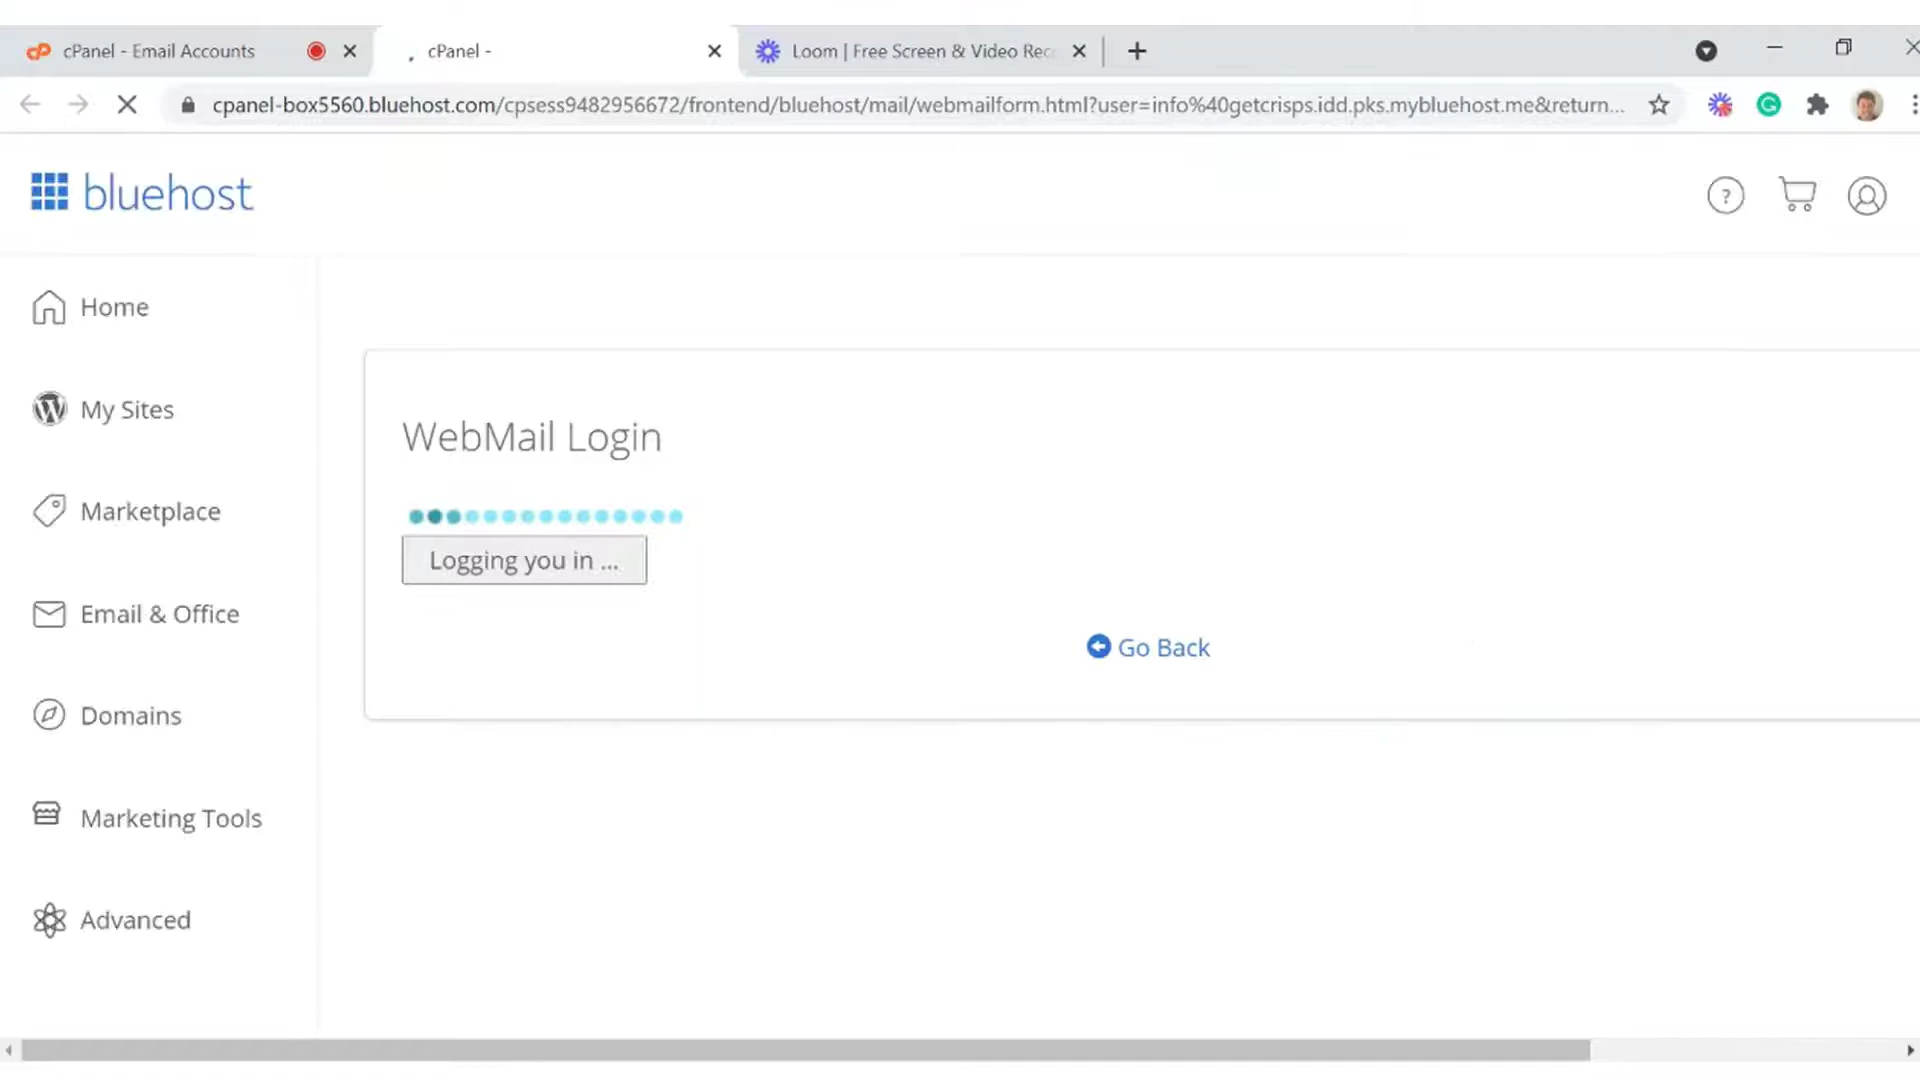 cPanel - Email Accounts
cPanel -
Loom | Free Screen & Video Rec
cpanel-box5560.bluehost.com/cpsess9482956672/frontend/bluehost/mail/webmailform.html?user=info%40getcrisps.idd.pks.mybluehost.me&return...
bluehost
?
Home
My Sites
Marketplace
Email & Office
Domains
Marketing Tools
Advanced
WebMail Login
Logging you in ...
Go Back